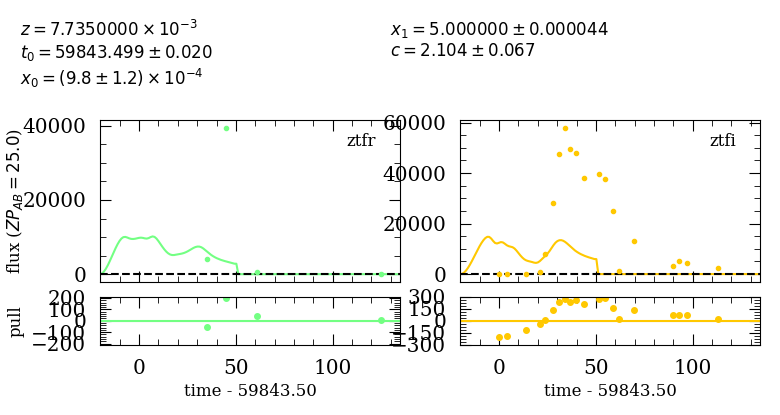 z = 7.7350000 × 10⁻³
t₀ = 59843.499 ± 0.020
x₀ = (9.8 ± 1.2) × 10⁻⁴
x₁ = 5.000000 ± 0.000044
c = 2.104 ± 0.067
flux (ZP_AB = 25.0)
40000
20000
0
ztfr
60000
40000
20000
0
ztfi
pull
200
100
0
−100
−200
300
150
0
−150
−300
0 50 100
time - 59843.50
0 50 100
time - 59843.50